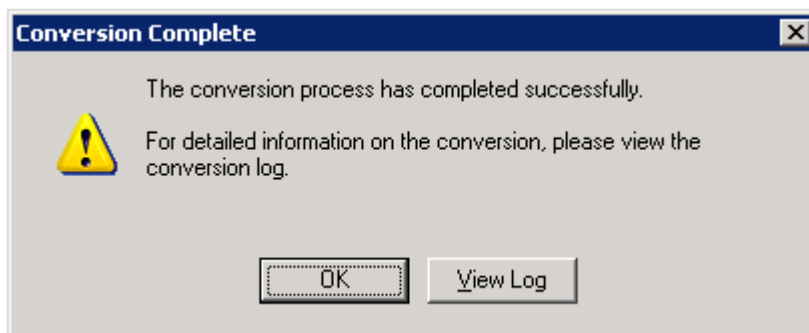 Conversion Complete
The conversion process has completed successfully.
For detailed information on the conversion, please view the
conversion log.
OK
View Log